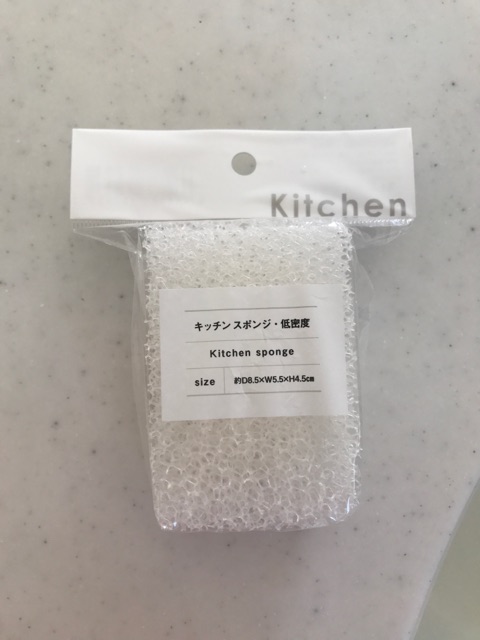 Kitchen
キッチン スポンジ・低密度
Kitchen sponge
size 約D8.5×W5.5×H4.5㎝